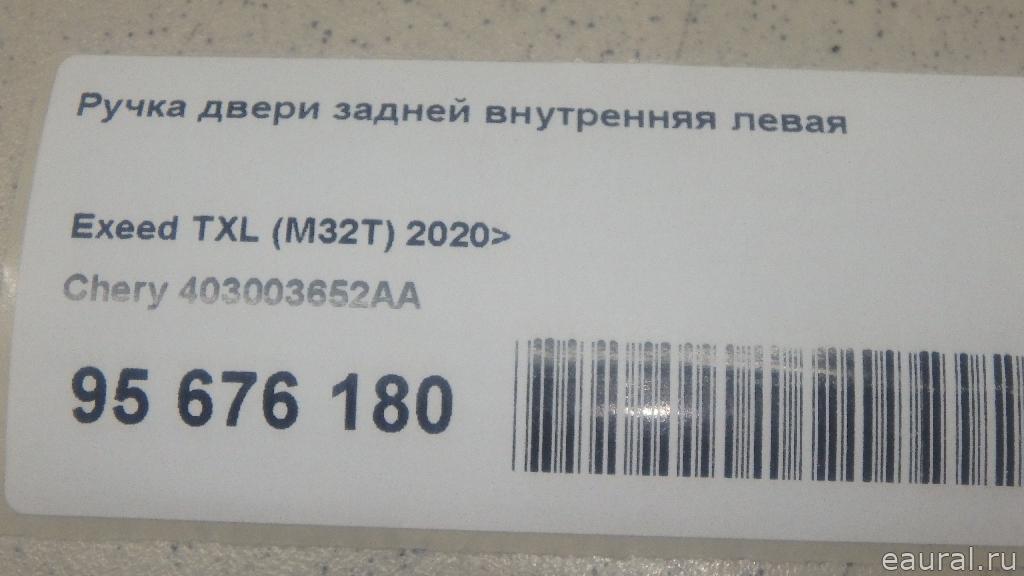 Ручка двери задней внутренняя левая
Exeed TXL (M32T) 2020>
Chery 403003652AA
95 676 180
eaural.ru